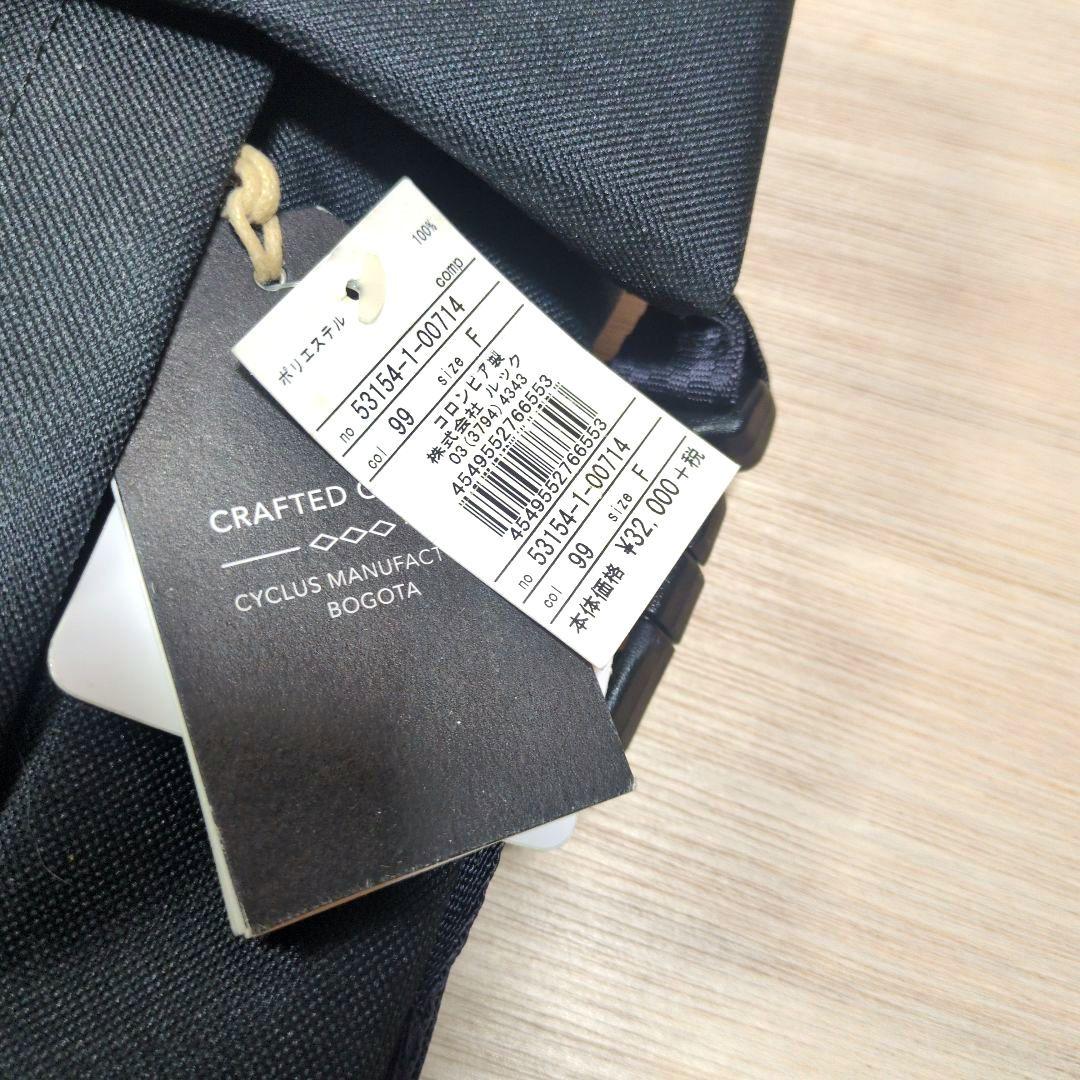 ポリエステル 100%
comp
no 53154-1-00714
col 99 size F
コロンビア製
株式会社 ルック
03(3794)4343
4549552766553
4549552766553
no 53154-1-00714
col 99 size F
本体価格 ¥32,000+税
CRAFTED
CYCLUS
BOGOTA